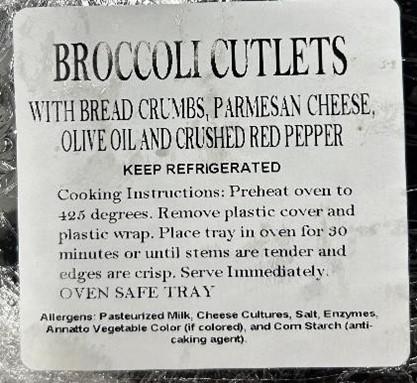 BROCCOLI CUTLETS
WITH BREAD CRUMBS, PARMESAN CHEESE,
OLIVE OIL AND CRUSHED RED PEPPER
KEEP REFRIGERATED
Cooking Instructions: Preheat oven to
425 degrees. Remove plastic cover and
plastic wrap. Place tray in oven for 30
minutes or until stems are tender and
edges are crisp. Serve Immediately.
OVEN SAFE TRAY
Allergens: Pasteurized Milk, Cheese Cultures, Salt, Enzymes,
Annatto Vegetable Color (if colored), and Corn Starch (anti-
caking agent).